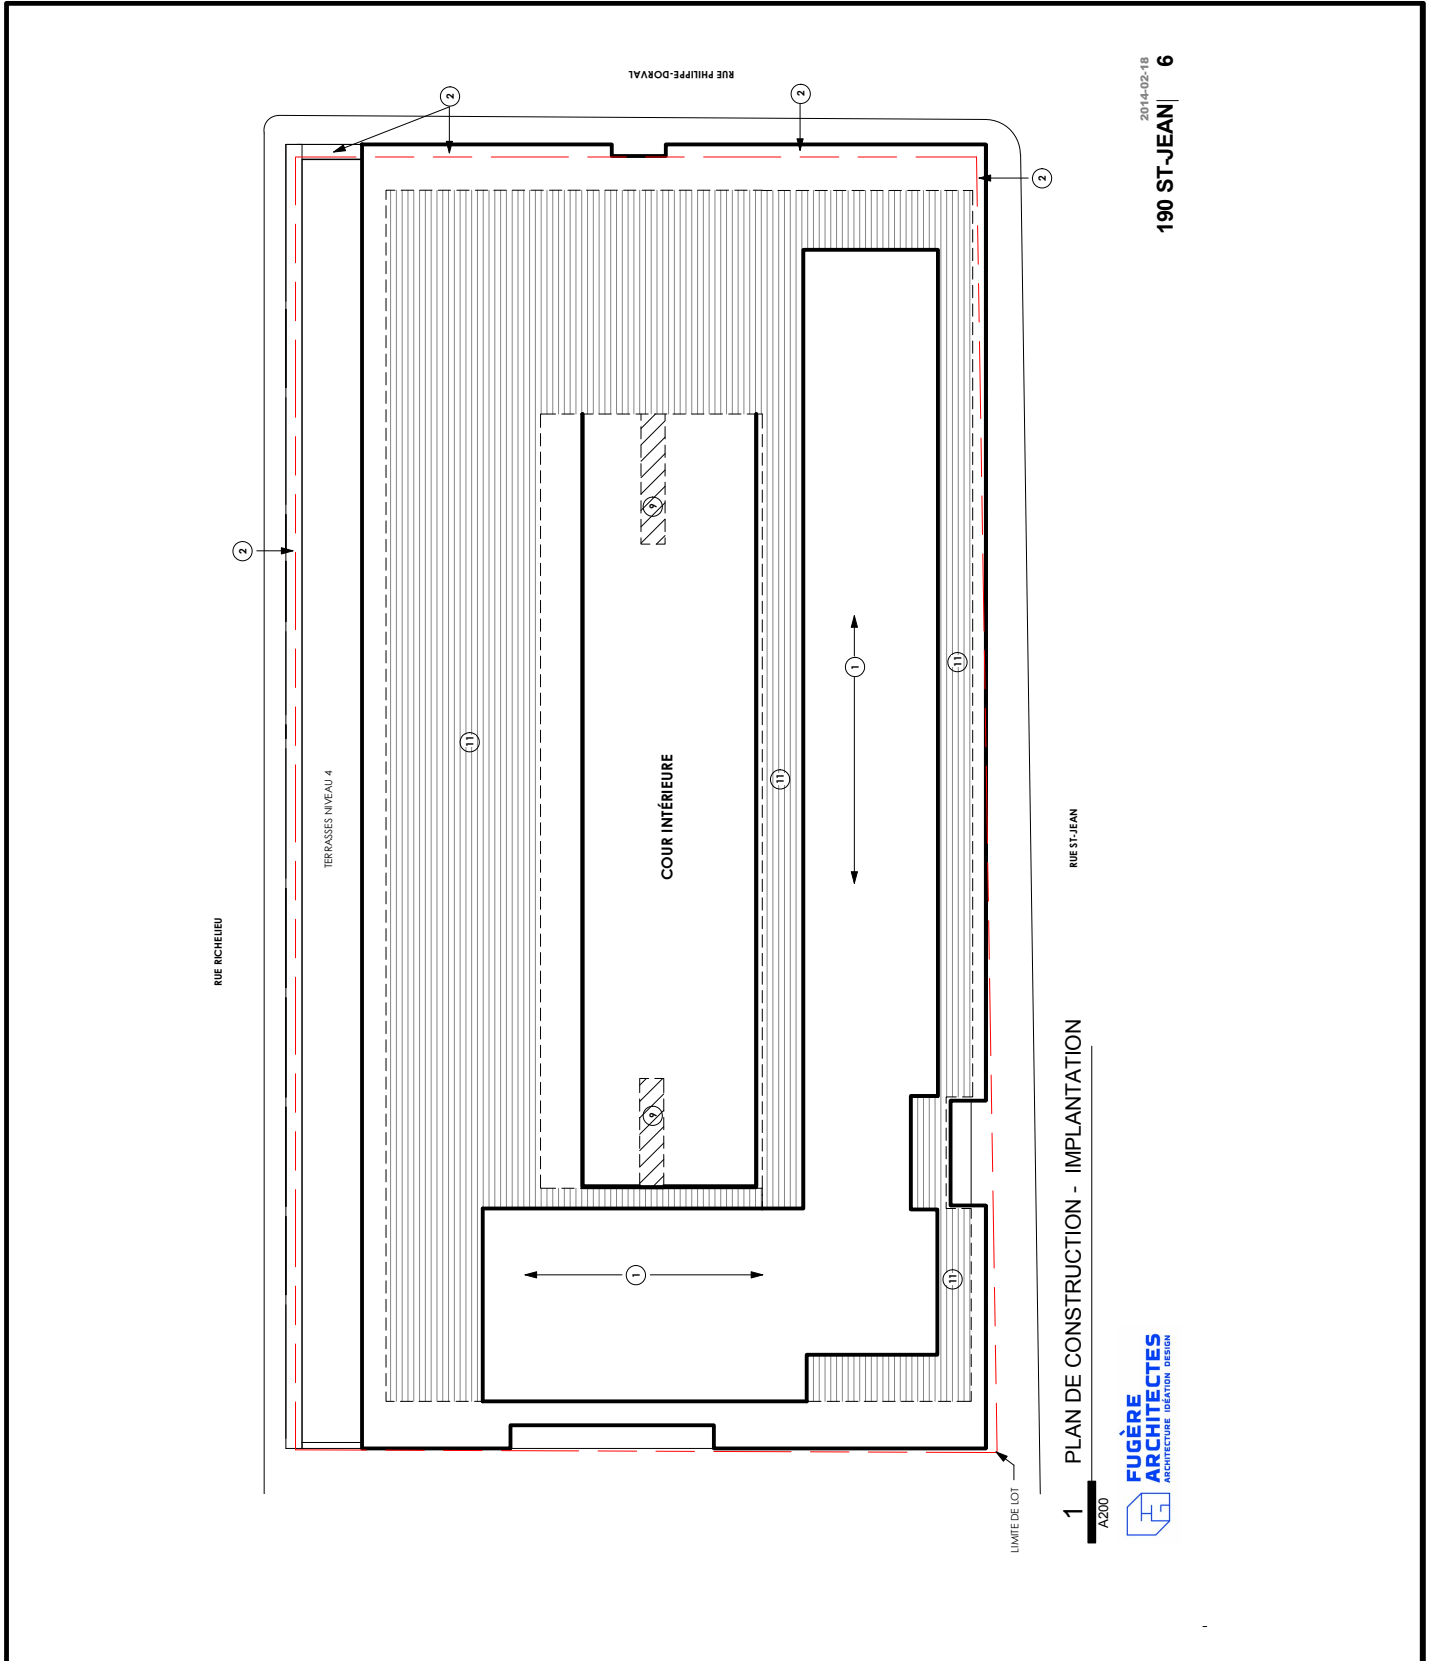 RUE RICHELIEU
2
TERRASSES NIVEAU 4
2
RUE PHILIPPE-DORVAL
2
2
11
9
9
COUR INTÉRIEURE
11
1
1
11
11
RUE ST-JEAN
LIMITE DE LOT
1
A200
PLAN DE CONSTRUCTION - IMPLANTATION
FUGÈRE
ARCHITECTES
ARCHITECTURE IDÉATION DESIGN
2014-02-18
190 ST-JEAN| 6